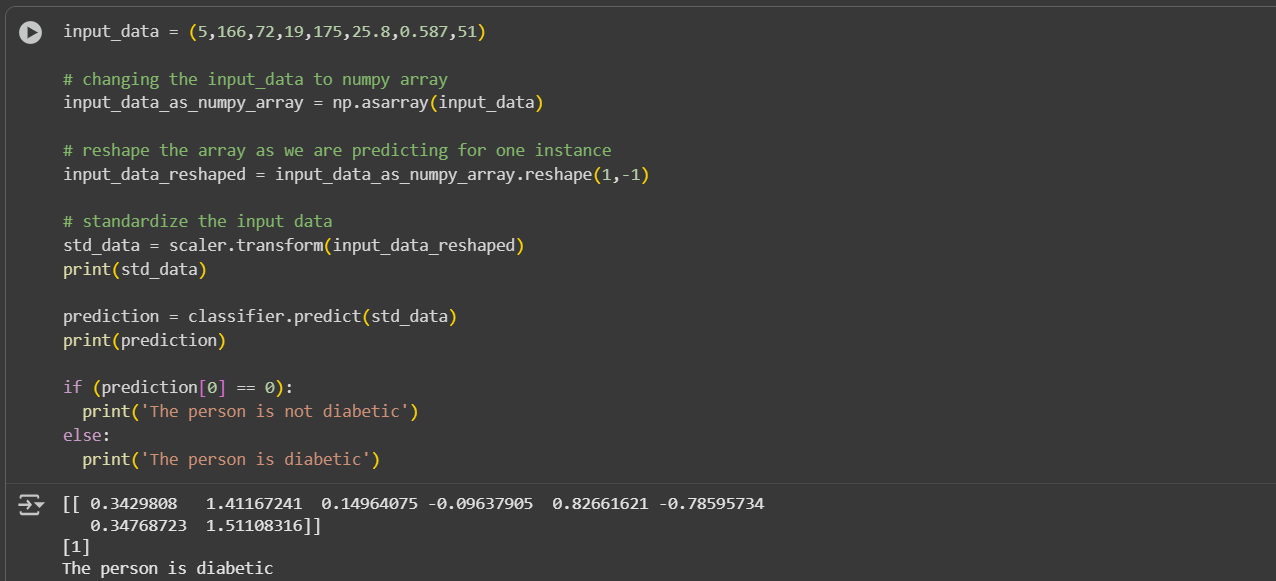 input_data = (5,166,72,19,175,25.8,0.587,51)
# changing the input_data to numpy array
input_data_as_numpy_array = np.asarray(input_data)
# reshape the array as we are predicting for one instance
input_data_reshaped = input_data_as_numpy_array.reshape(1,-1)
# standardize the input data
std_data = scaler.transform(input_data_reshaped)
print(std_data)
prediction = classifier.predict(std_data)
print(prediction)
if (prediction[0] == 0):
  print('The person is not diabetic')
else:
  print('The person is diabetic')
[[ 0.3429808   1.41167241  0.14964075 -0.09637905  0.82661621 -0.78595734
   0.34768723  1.51108316]]
[1]
The person is diabetic